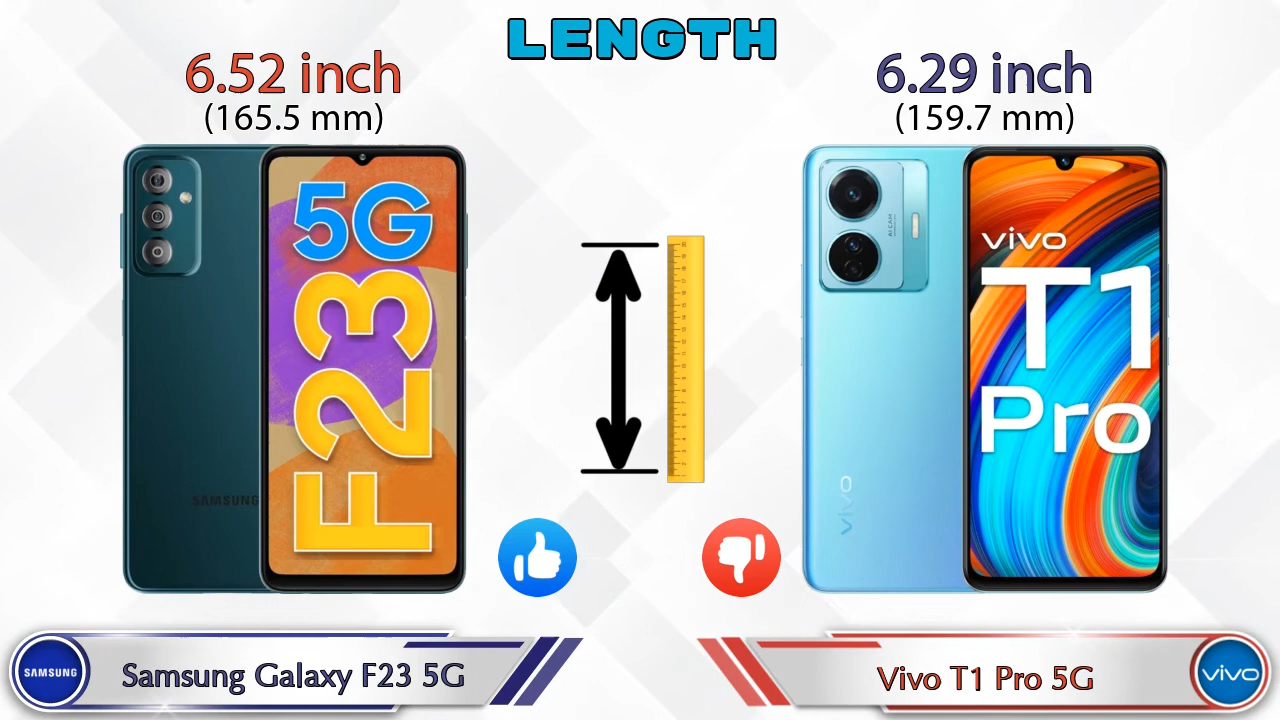 LENGTH
6.52 inch
(165.5 mm)
6.29 inch
(159.7 mm)
5G
F23
SAMSUNG
AI CAM
vivo
vivo
T1
Pro
SAMSUNG
Samsung Galaxy F23 5G
Vivo T1 Pro 5G
vivo